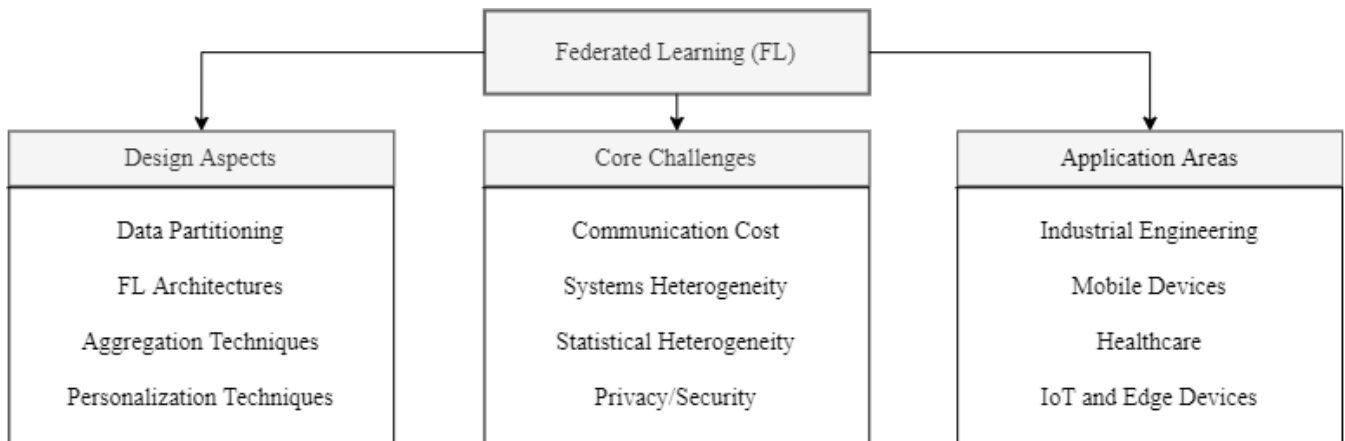 Federated Learning (FL)
Design Aspects
Data Partitioning
FL Architectures
Aggregation Techniques
Personalization Techniques
Core Challenges
Communication Cost
Systems Heterogeneity
Statistical Heterogeneity
Privacy/Security
Application Areas
Industrial Engineering
Mobile Devices
Healthcare
IoT and Edge Devices